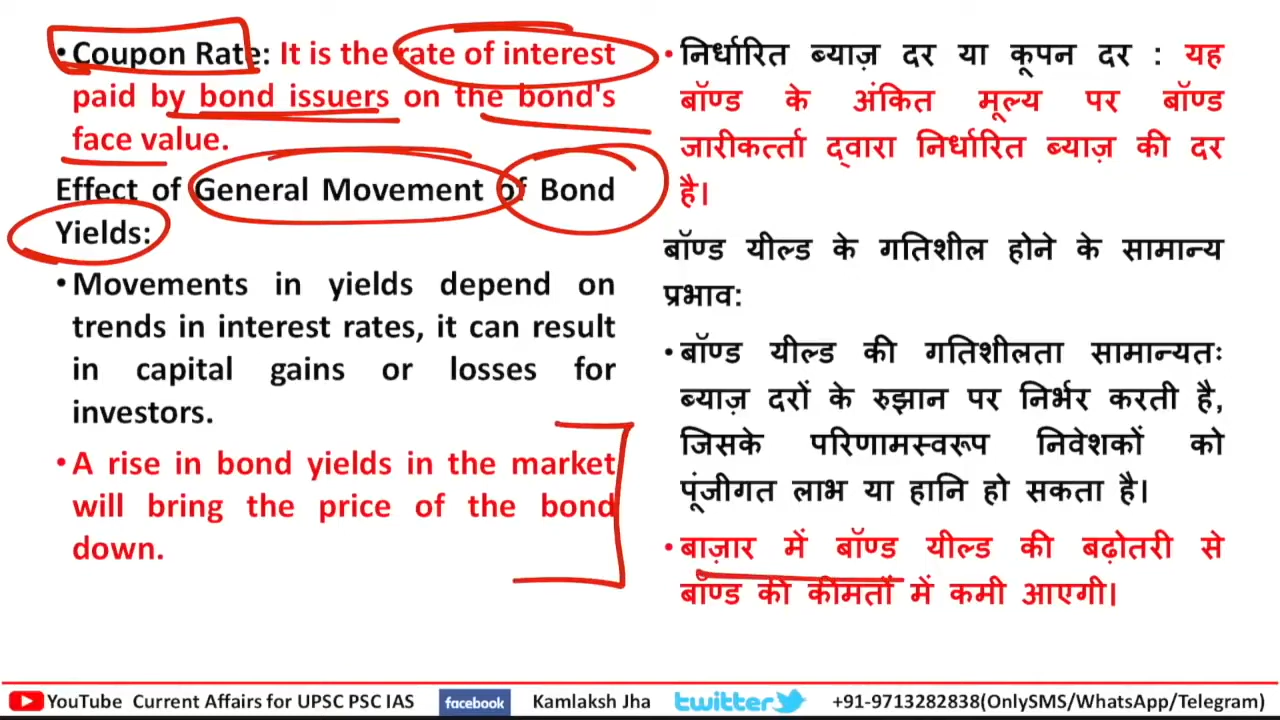 • Coupon Rate: It is the rate of interest
paid by bond issuers on the bond's
face value.
Effect of General Movement of Bond
Yields:
• Movements in yields depend on
trends in interest rates, it can result
in capital gains or losses for
investors.
• A rise in bond yields in the market
will bring the price of the bond
down.
• निर्धारित ब्याज़ दर या कूपन दर : यह
बॉण्ड के अंकित मूल्य पर बॉण्ड
जारीकर्त्ता द्वारा निर्धारित ब्याज़ की दर
है।
बॉण्ड यील्ड के गतिशील होने के सामान्य
प्रभाव:
• बॉण्ड यील्ड की गतिशीलता सामान्यतः
ब्याज़ दरों के रुझान पर निर्भर करती है,
जिसके परिणामस्वरूप निवेशकों को
पूंजीगत लाभ या हानि हो सकता है।
• बाज़ार में बॉण्ड यील्ड की बढ़ोतरी से
बॉण्ड की कीमतों में कमी आएगी।
YouTube Current Affairs for UPSC PSC IAS facebook Kamlaksh Jha twitter +91-9713282838(OnlySMS/WhatsApp/Telegram)